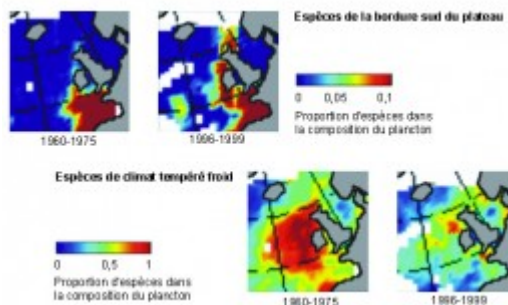 Espèces de la bordure sud du plateau
0 0,05 0,1
Proportion d'espèces dans
la composition du plancton
1960-1975 1996-1999
Espèces de climat tempéré froid
0 0,5 1
Proportion d'espèces dans
la composition du plancton
1960-1975 1996-1999